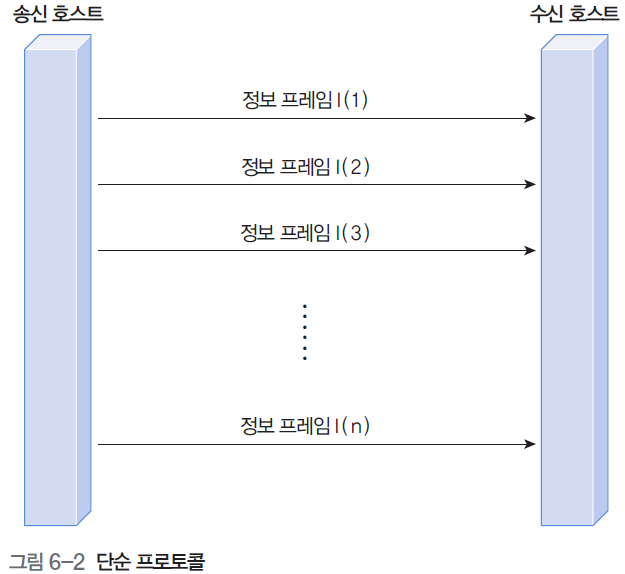 송신 호스트
수신 호스트
정보 프레임 I(1)
정보 프레임 I(2)
정보 프레임 I(3)
정보 프레임 I(n)
그림 6-2 단순 프로토콜